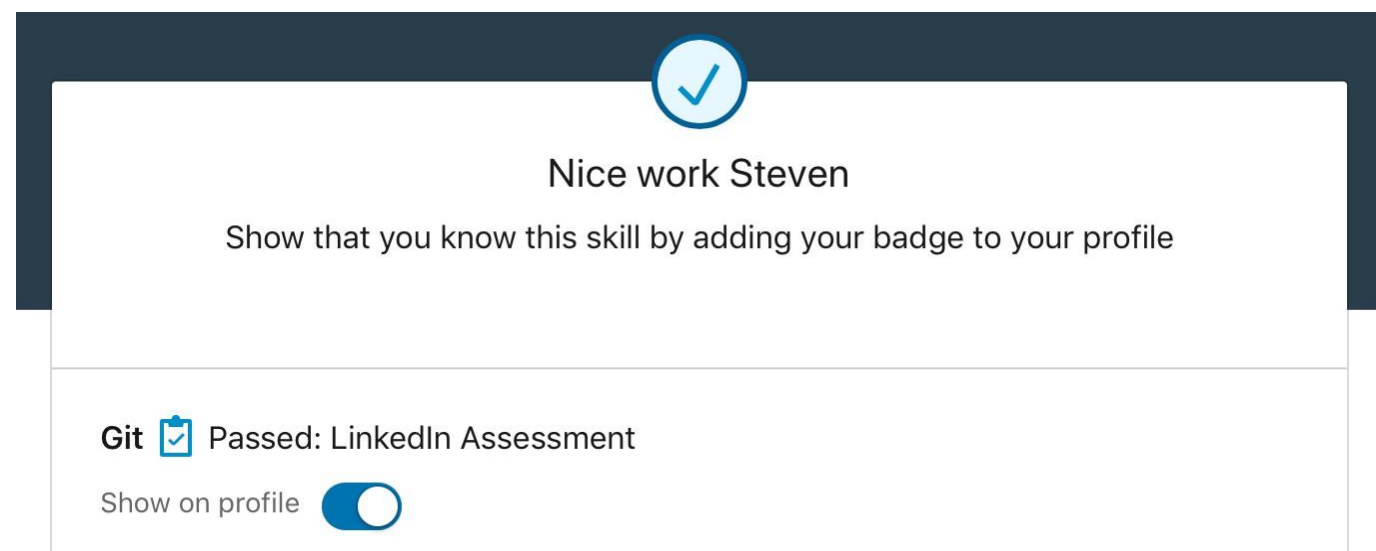 Nice work Steven
Show that you know this skill by adding your badge to your profile
Git Passed: LinkedIn Assessment
Show on profile